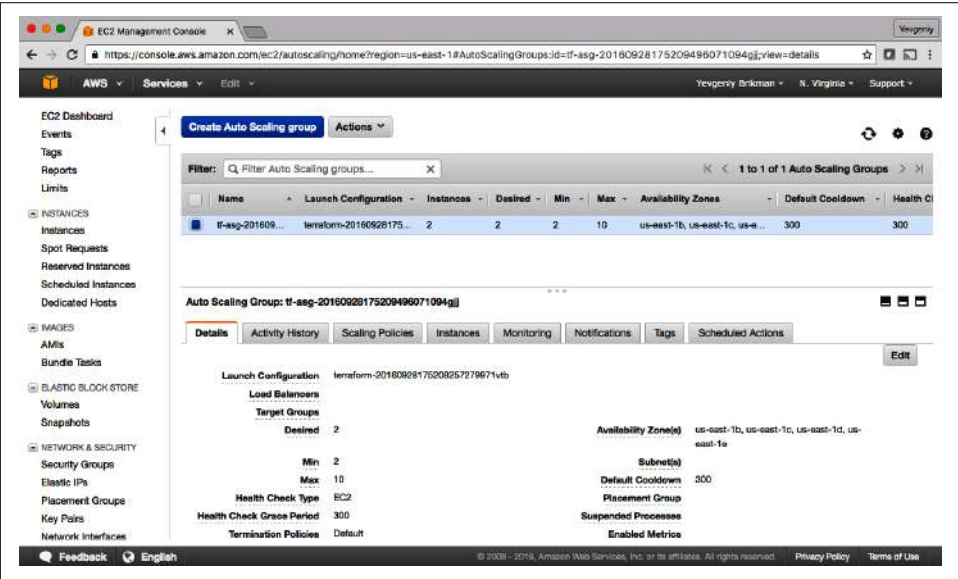 EC2 Management Console
Yevgeniy
https://console.aws.amazon.com/ec2/autoscaling/home?region=us-east-1#AutoScalingGroups:id=tf-asg-20160928175209496071094gjj;view=details
AWS Services Edit Yevgeniy Brikman N. Virginia Support
EC2 Dashboard
Events
Tags
Reports
Limits
INSTANCES
Instances
Spot Requests
Reserved Instances
Scheduled Instances
Dedicated Hosts
IMAGES
AMIs
Bundle Tasks
ELASTIC BLOCK STORE
Volumes
Snapshots
NETWORK & SECURITY
Security Groups
Elastic IPs
Placement Groups
Key Pairs
Network Interfaces
Create Auto Scaling group Actions
Filter: Filter Auto Scaling groups... 1 to 1 of 1 Auto Scaling Groups
Name Launch Configuration Instances Desired Min Max Availability Zones Default Cooldown Health C
tf-asg-201609... terraform-20160928175... 2 2 2 10 us-east-1b, us-east-1c, us-e... 300 300
Auto Scaling Group: tf-asg-20160928175209496071094gjj
Details Activity History Scaling Policies Instances Monitoring Notifications Tags Scheduled Actions
Edit
Launch Configuration terraform-20160928175208257279971vtb
Load Balancers
Target Groups
Desired 2 Availability Zone(s) us-east-1b, us-east-1c, us-east-1d, us-
east-1e
Min 2 Subnet(s)
Max 10 Default Cooldown 300
Health Check Type EC2 Placement Group
Health Check Grace Period 300 Suspended Processes
Termination Policies Default Enabled Metrics
Feedback English © 2008 - 2016, Amazon Web Services, Inc. or its affiliates. All rights reserved. Privacy Policy Terms of Use